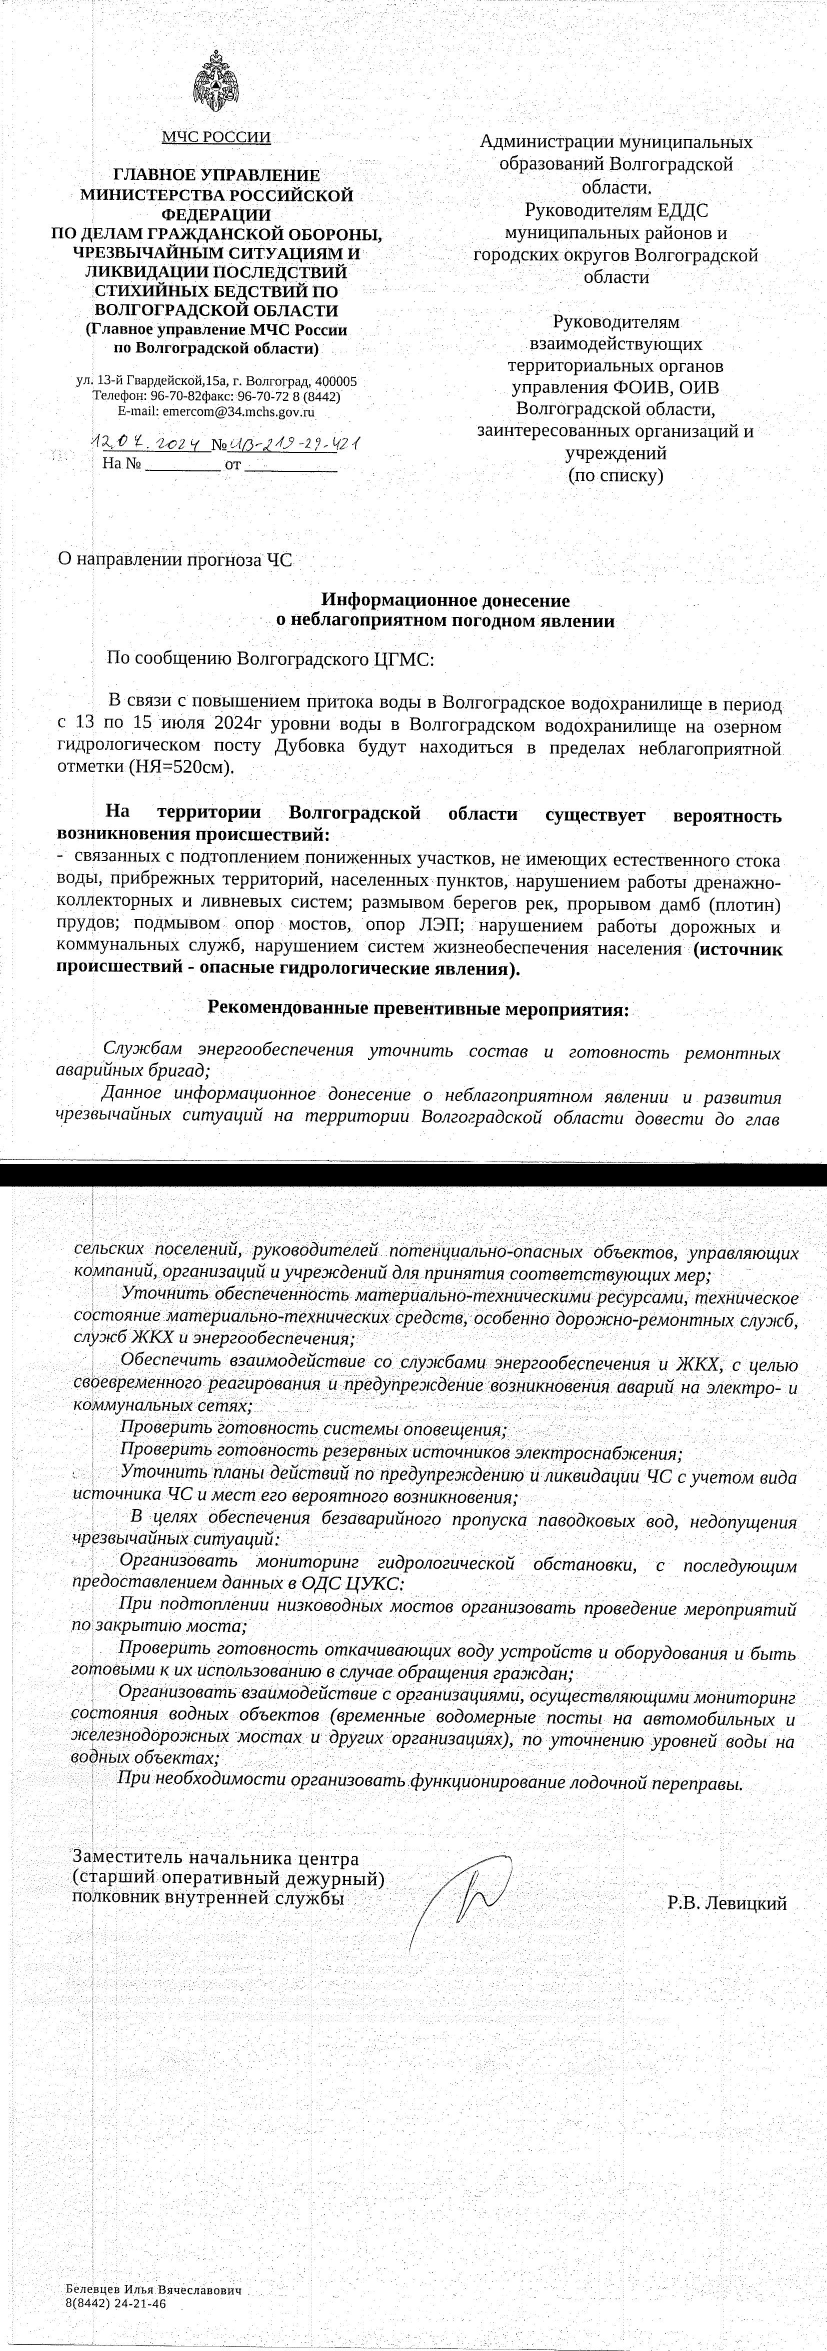 МЧС РОССИИ
ГЛАВНОЕ УПРАВЛЕНИЕ
МИНИСТЕРСТВА РОССИЙСКОЙ
ФЕДЕРАЦИИ
ПО ДЕЛАМ ГРАЖДАНСКОЙ ОБОРОНЫ,
ЧРЕЗВЫЧАЙНЫМ СИТУАЦИЯМ И
ЛИКВИДАЦИИ ПОСЛЕДСТВИЙ
СТИХИЙНЫХ БЕДСТВИЙ ПО
ВОЛГОГРАДСКОЙ ОБЛАСТИ
(Главное управление МЧС России
по Волгоградской области)
ул. 13-й Гвардейской,15а, г. Волгоград, 400005
Телефон: 96-70-82факс: 96-70-72 8 (8442)
E-mail: emercom@34.mchs.gov.ru
12.07.2024 № ИВ-219-29-421
На № ________ от ________
Администрации муниципальных
образований Волгоградской
области.
Руководителям ЕДДС
муниципальных районов и
городских округов Волгоградской
области
Руководителям
взаимодействующих
территориальных органов
управления ФОИВ, ОИВ
Волгоградской области,
заинтересованных организаций и
учреждений
(по списку)
О направлении прогноза ЧС
Информационное донесение
о неблагоприятном погодном явлении
По сообщению Волгоградского ЦГМС:
В связи с повышением притока воды в Волгоградское водохранилище в период
с 13 по 15 июля 2024г уровни воды в Волгоградском водохранилище на озерном
гидрологическом посту Дубовка будут находиться в пределах неблагоприятной
отметки (НЯ=520см).
На территории Волгоградской области существует вероятность
возникновения происшествий:
- связанных с подтоплением пониженных участков, не имеющих естественного стока
воды, прибрежных территорий, населенных пунктов, нарушением работы дренажно-
коллекторных и ливневых систем; размывом берегов рек, прорывом дамб (плотин)
прудов; подмывом опор мостов, опор ЛЭП; нарушением работы дорожных и
коммунальных служб, нарушением систем жизнеобеспечения населения (источник
происшествий - опасные гидрологические явления).
Рекомендованные превентивные мероприятия:
Службам энергообеспечения уточнить состав и готовность ремонтных
аварийных бригад;
Данное информационное донесение о неблагоприятном явлении и развития
чрезвычайных ситуаций на территории Волгоградской области довести до глав
сельских поселений, руководителей потенциально-опасных объектов, управляющих
компаний, организаций и учреждений для принятия соответствующих мер;
Уточнить обеспеченность материально-техническими ресурсами, техническое
состояние материально-технических средств, особенно дорожно-ремонтных служб,
служб ЖКХ и энергообеспечения;
Обеспечить взаимодействие со службами энергообеспечения и ЖКХ, с целью
своевременного реагирования и предупреждение возникновения аварий на электро- и
коммунальных сетях;
Проверить готовность системы оповещения;
Проверить готовность резервных источников электроснабжения;
Уточнить планы действий по предупреждению и ликвидации ЧС с учетом вида
источника ЧС и мест его вероятного возникновения;
В целях обеспечения безаварийного пропуска паводковых вод, недопущения
чрезвычайных ситуаций:
Организовать мониторинг гидрологической обстановки, с последующим
предоставлением данных в ОДС ЦУКС:
При подтоплении низководных мостов организовать проведение мероприятий
по закрытию моста;
Проверить готовность откачивающих воду устройств и оборудования и быть
готовыми к их использованию в случае обращения граждан;
Организовать взаимодействие с организациями, осуществляющими мониторинг
состояния водных объектов (временные водомерные посты на автомобильных и
железнодорожных мостах и других организациях), по уточнению уровней воды на
водных объектах;
При необходимости организовать функционирование лодочной переправы.
Заместитель начальника центра
(старший оперативный дежурный)
полковник внутренней службы
Р.В. Левицкий
Белевцев Илья Вячеславович
8(8442) 24-21-46